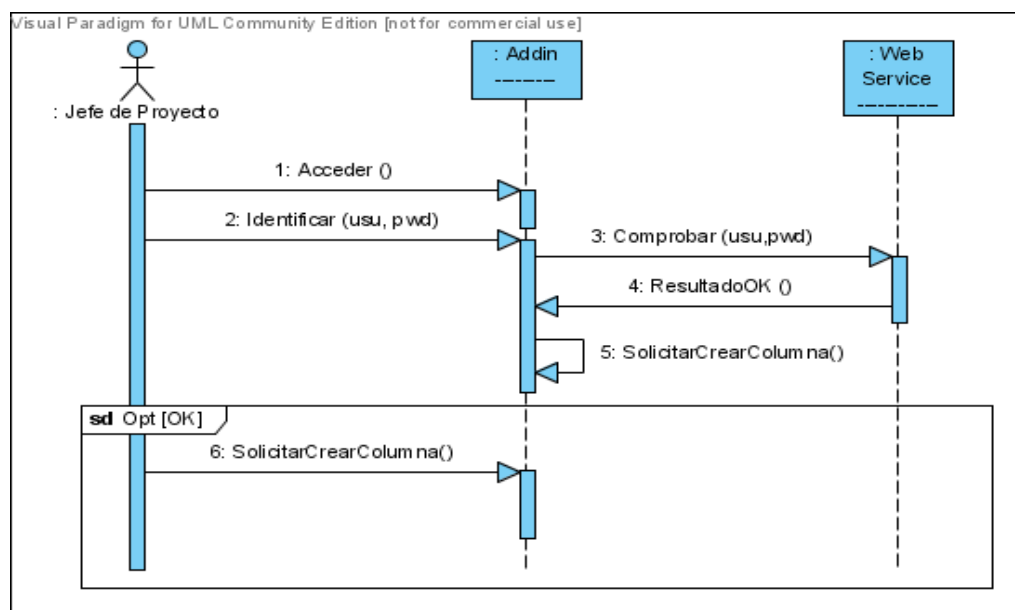 Visual Paradigm for UML Community Edition [not for commercial use]
: Jefe de Proyecto
: Addin
: Web
Service
1: Acceder ()
2: Identificar (usu, pwd)
3: Comprobar (usu,pwd)
4: ResultadoOK ()
5: SolicitarCrearColumna()
sd Opt [OK]
6: SolicitarCrearColumna()